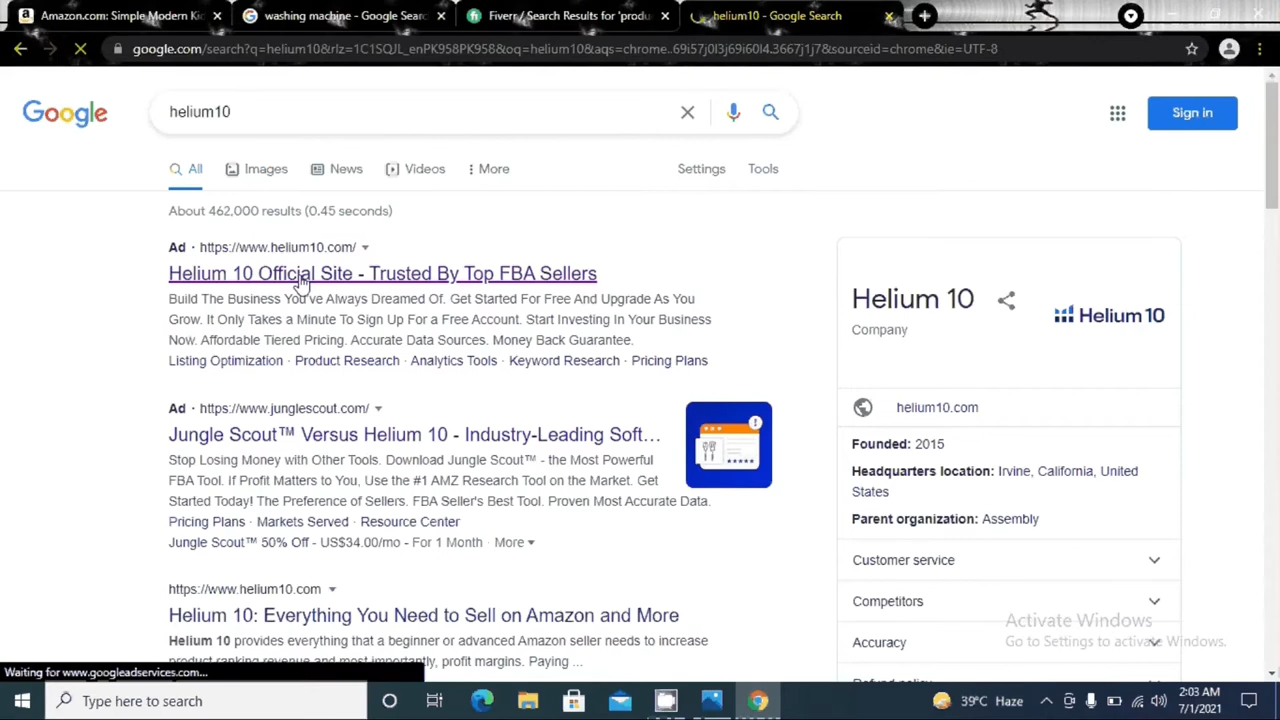 Amazon.com: Simple Modern Ki
washing machine - Google Searc
Fiverr / Search Results for 'produ
helium10 - Google Search
google.com/search?q=helium10&rlz=1C1SQJL_enPK958PK958&oq=helium10&aqs=chrome..69i57j0l3j69i60l4.3667j1j7&sourceid=chrome&ie=UTF-8
Google
helium10
Sign in
All
Images
News
Videos
More
Settings
Tools
About 462,000 results (0.45 seconds)
Ad · https://www.helium10.com/
Helium 10 Official Site - Trusted By Top FBA Sellers
Build The Business You've Always Dreamed Of. Get Started For Free And Upgrade As You
Grow. It Only Takes a Minute To Sign Up For a Free Account. Start Investing In Your Business
Now. Affordable Tiered Pricing. Accurate Data Sources. Money Back Guarantee.
Listing Optimization · Product Research · Analytics Tools · Keyword Research · Pricing Plans
Ad · https://www.junglescout.com/
Jungle Scout™ Versus Helium 10 - Industry-Leading Soft...
Stop Losing Money with Other Tools. Download Jungle Scout™ - the Most Powerful
FBA Tool. If Profit Matters to You, Use the #1 AMZ Research Tool on the Market. Get
Started Today! The Preference of Sellers. FBA Seller's Best Tool. Proven Most Accurate Data.
Pricing Plans · Markets Served · Resource Center
Jungle Scout™ 50% Off - US$34.00/mo - For 1 Month · More
https://www.helium10.com
Helium 10: Everything You Need to Sell on Amazon and More
Helium 10 provides everything that a beginner or advanced Amazon seller needs to increase
product ranking revenue and most importantly, profit margins. Paying ...
Helium 10
Company
Helium 10
helium10.com
Founded: 2015
Headquarters location: Irvine, California, United
States
Parent organization: Assembly
Customer service
Competitors
Accuracy
Refund policy
Activate Windows
Go to Settings to activate Windows.
Waiting for www.googleadservices.com...
Type here to search
39°C Haze
2:03 AM
7/1/2021